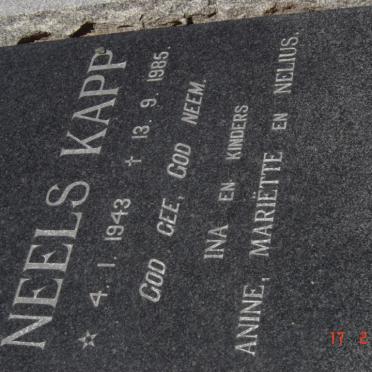 NEELS KAPP
☆ 4. 1. 1943 † 13. 9. 1985.
GOD GEE, GOD NEEM.
INA EN KINDERS
ANINE, MARIËTTE EN NELIUS.
17 2